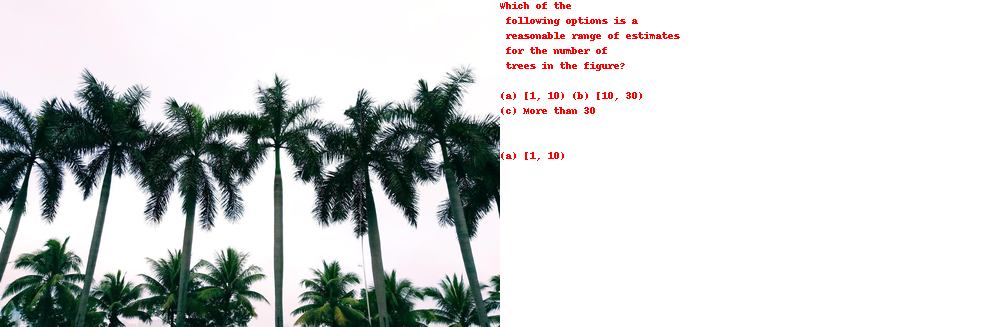 Which of the
following options is a
reasonable range of estimates
for the number of
trees in the figure?
(a) [1, 10) (b) [10, 30)
(c) More than 30
(a) [1, 10)